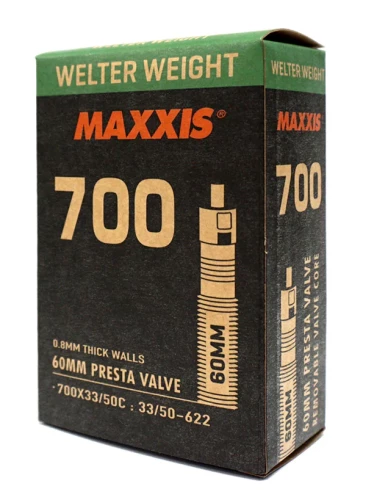 WELTER WEIGHT
MAXXIS®
700
60MM
0.8MM THICK WALLS
60MM PRESTA VALVE
700X33/50C : 33/50-622
WELTER WEIGHT
MAXXIS
700
60MM
60MM PRESTA VALVE
REMOVABLE VALVE CORE